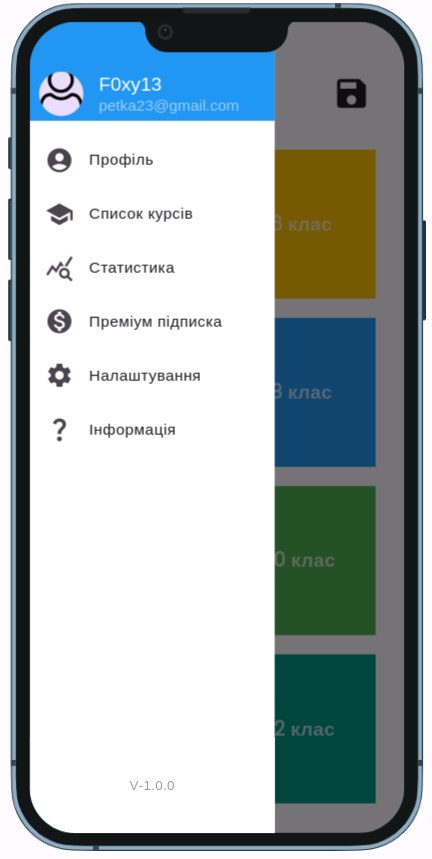 F0xy13
petka23@gmail.com
Профіль
Список курсів
Статистика
Преміум підписка
Налаштування
Інформація
V-1.0.0
6 клас
8 клас
0 клас
2 клас